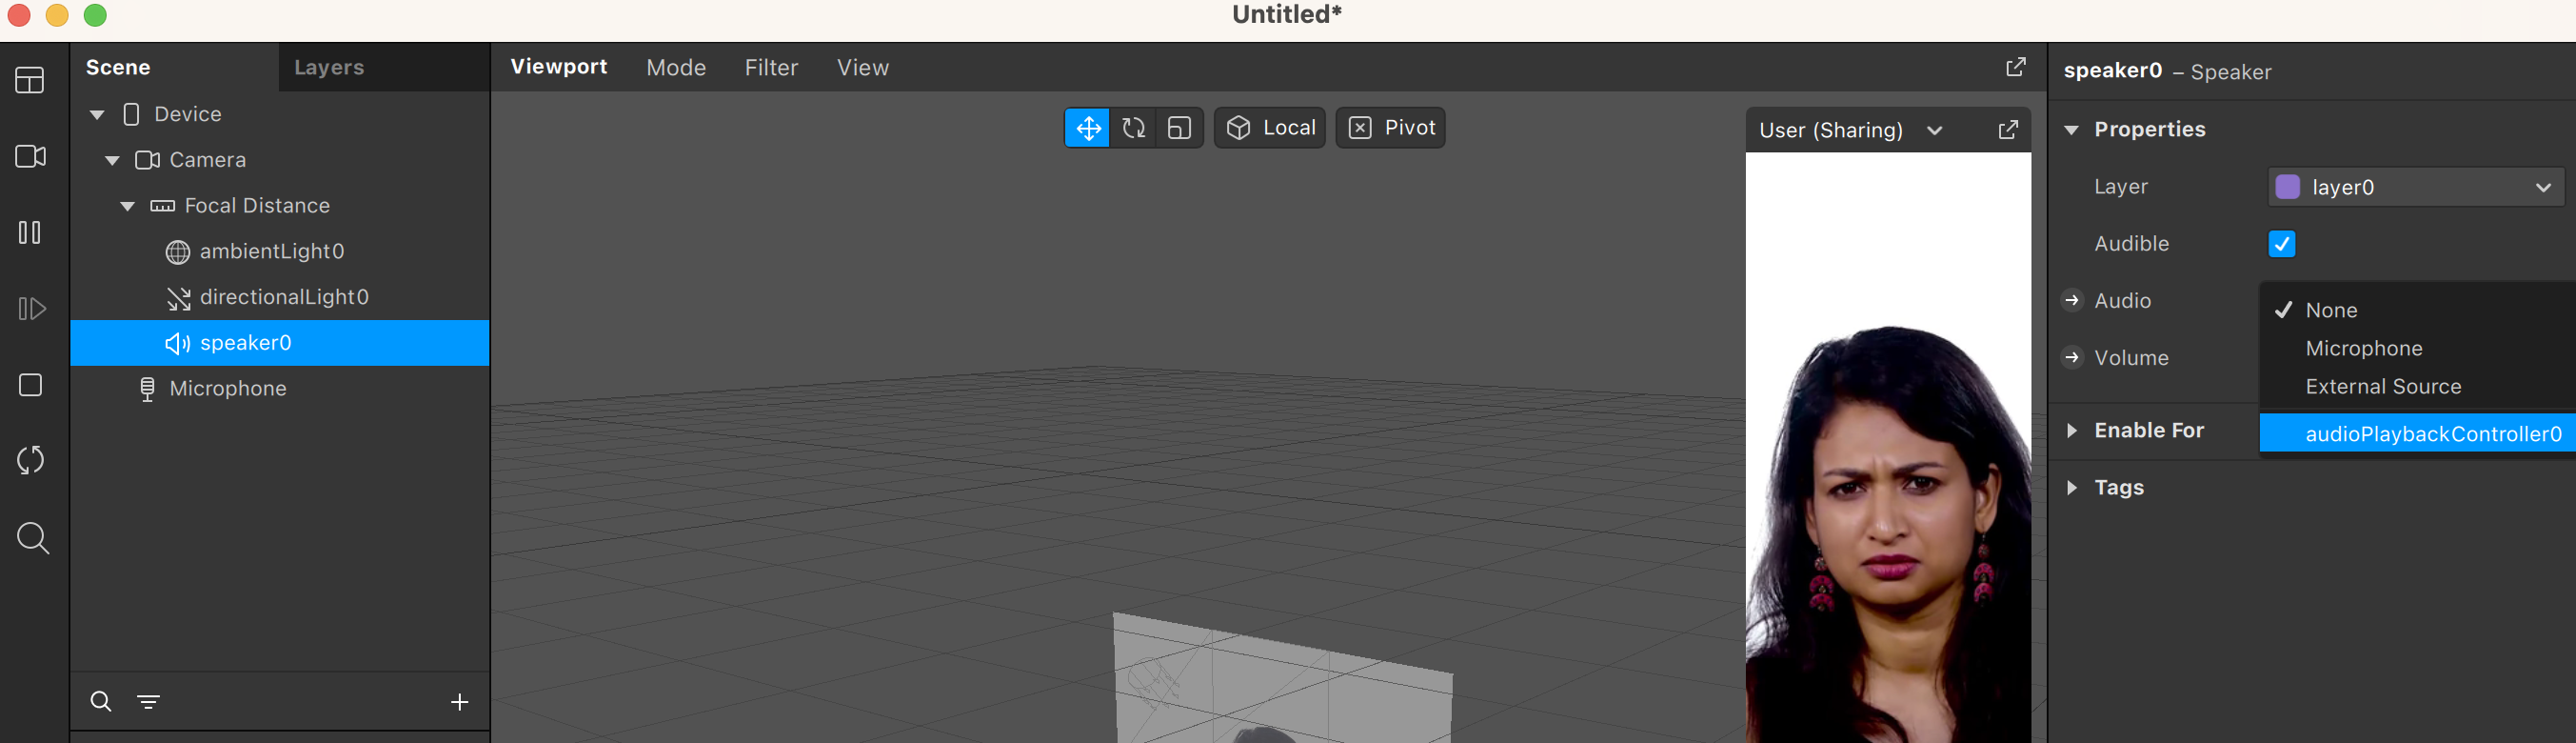 Untitled*
Scene
Layers
Device
Camera
Focal Distance
ambientLight0
directionalLight0
speaker0
Microphone
Viewport
Mode
Filter
View
Local
Pivot
User (Sharing)
speaker0 – Speaker
Properties
Layer
layer0
Audible
Audio
None
Microphone
External Source
audioPlaybackController0
Volume
Enable For
Tags